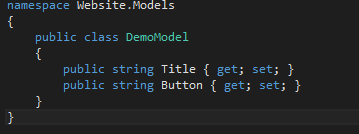 namespace Website.Models
{
    public class DemoModel
    {
        public string Title { get; set; }
        public string Button { get; set; }
    }
}